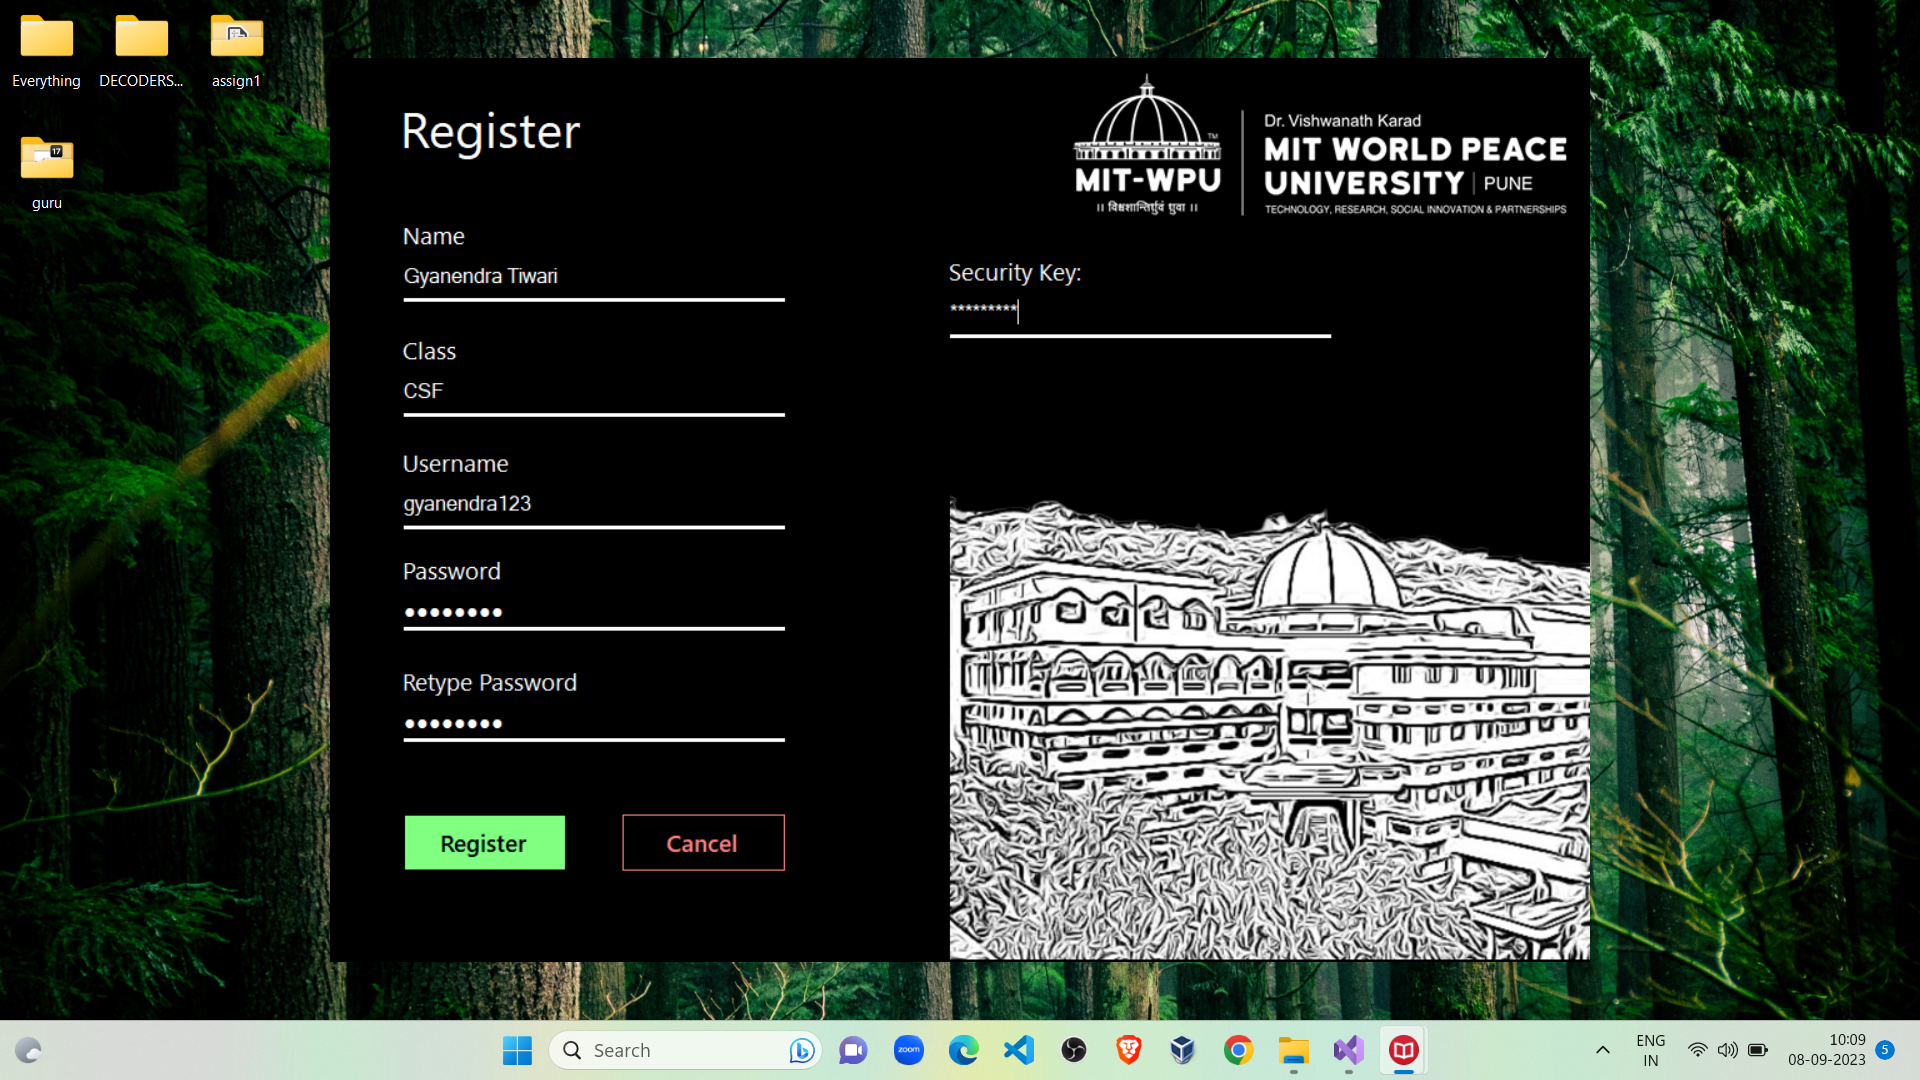 Everything
DECODERS...
assign1
17
guru
Register
Name
Gyanendra Tiwari
Class
CSF
Username
gyanendra123
Password
●●●●●●●●
Retype Password
●●●●●●●●
Register
Cancel
TM
MIT-WPU
Dr. Vishwanath Karad
MIT WORLD PEACE
UNIVERSITY | PUNE
TECHNOLOGY, RESEARCH, SOCIAL INNOVATION & PARTNERSHIPS
Security Key:
*********
Search
zoom
ENG
IN
10:09
08-09-2023
5